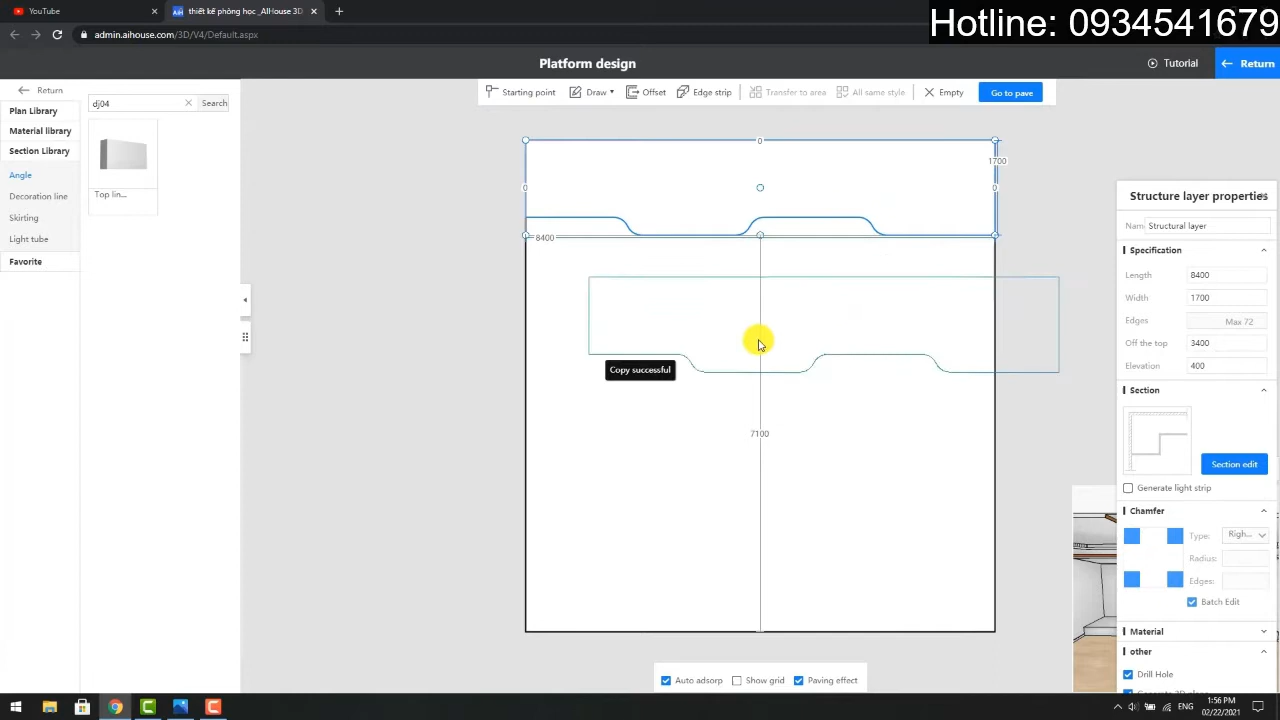 YouTube
thiết kế phòng học _AiHouse 3D
Hotline: 0934541679
admin.aihouse.com/3D/V4/Default.aspx
Platform design
Tutorial
Return
Return
dj04
Search
Starting point
Draw
Offset
Edge strip
Transfer to area
All same style
Empty
Go to pave
Plan Library
Material library
Section Library
Angle
Decoration line
Skirting
Light tube
Favorite
Top lin...
0
1700
0
0
8400
Copy successful
7100
Structure layer properties
Nam
Structural layer
Specification
Length
8400
Width
1700
Edges
Max 72
Off the top
3400
Elevation
400
Section
Section edit
Generate light strip
Chamfer
Type:
Righ...
Radius:
Edges:
Batch Edit
Material
other
Drill Hole
Auto adsorp
Show grid
Paving effect
ENG
1:56 PM
02/22/2021